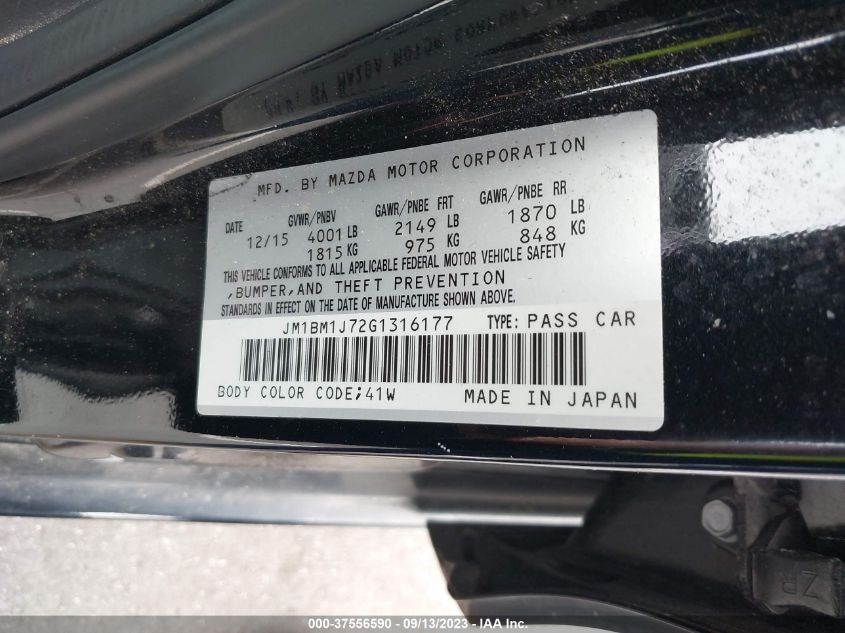 MFD. BY MAZDA MOTOR CORPORATION
DATE GVWR/PNBV GAWR/PNBE FRT GAWR/PNBE RR
12/15 4001 LB 2149 LB 1870 LB
1815 KG 975 KG 848 KG
THIS VEHICLE CONFORMS TO ALL APPLICABLE FEDERAL MOTOR VEHICLE SAFETY
,BUMPER,AND THEFT PREVENTION
STANDARDS IN EFFECT ON THE DATE OF MANUFACTURE SHOWN ABOVE.
JM1BM1J72G1316177 TYPE: PASS CAR
BODY COLOR CODE;41W MADE IN JAPAN
000-37556590 - 09/13/2023 - IAA Inc.